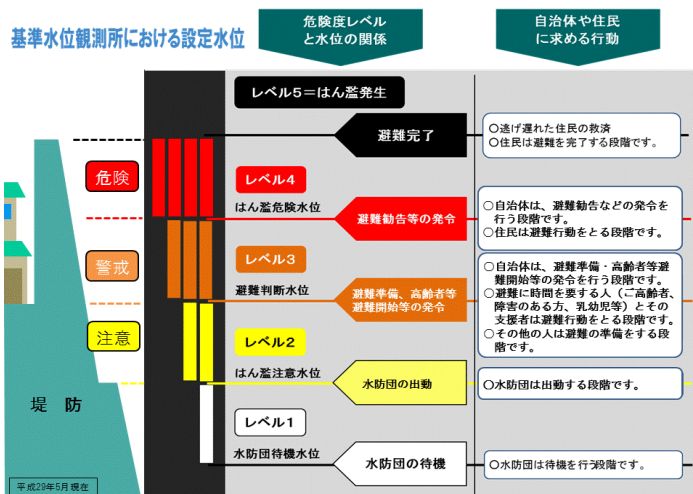 基準水位観測所における設定水位
危険度レベル
と水位の関係
自治体や住民
に求める行動
レベル5=はん濫発生
避難完了
○逃げ遅れた住民の救済
○住民は避難を完了する段階です。
危険
レベル4
はん濫危険水位
避難勧告等の発令
○自治体は、避難勧告などの発令を
行う段階です。
○住民は避難行動をとる段階です。
警戒
レベル3
避難判断水位
避難準備、高齢者等
避難開始等の発令
○自治体は、避難準備・高齢者等避
難開始等の発令を行う段階です。
○避難に時間を要する人(ご高齢者、
障害のある方、乳幼児等)とその
支援者は避難行動をとる段階です。
○その他の人は避難の準備をする段
階です。
注意
レベル2
はん濫注意水位
水防団の出動
○水防団は出動する段階です。
堤 防
レベル1
水防団待機水位
水防団の待機
○水防団は待機を行う段階です。
平成29年5月現在